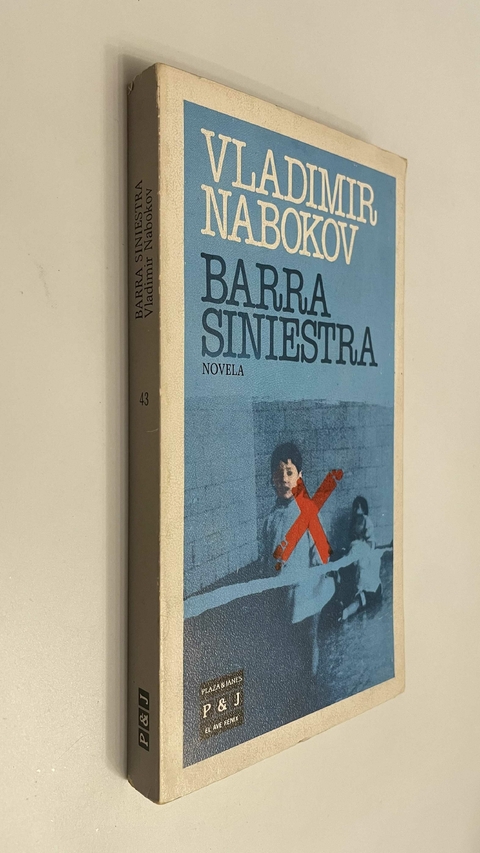 VLADIMIR
NABOKOV
BARRA
SINIESTRA
NOVELA
PLAZA & JANES
P & J
EL AVE FENIX
BARRA SINIESTRA
Vladimir Nabokov
43
P & J